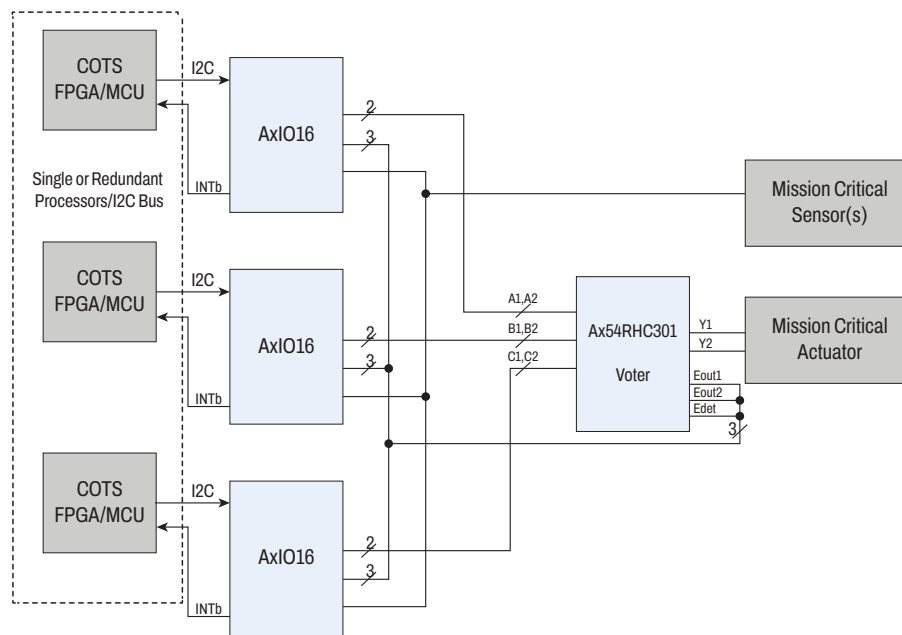 COTS
FPGA/MCU
I2C
INTb
AxIO16
2
3
Single or Redundant
Processors/I2C Bus
Mission Critical
Sensor(s)
COTS
FPGA/MCU
I2C
INTb
AxIO16
2
3
A1,A2
B1,B2
C1,C2
Ax54RHC301
Voter
Y1
Y2
Eout1
Eout2
Edet
3
Mission Critical
Actuator
COTS
FPGA/MCU
I2C
INTb
AxIO16
2
3